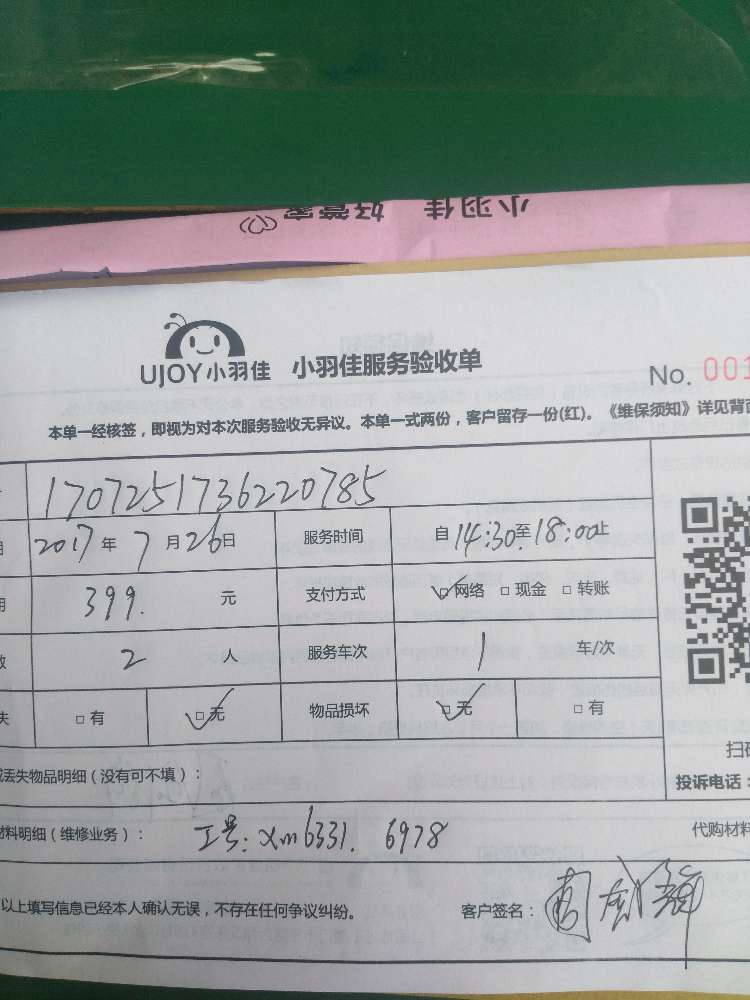 小羽佳 好管家
UJOY小羽佳 小羽佳服务验收单
No. 001
本单一经核签，即视为对本次服务验收无异议。本单一式两份，客户留存一份(红)。《维保须知》详见背面
1707251736220785
2017年7月26日 服务时间 自14:30至18:00止
399. 元 支付方式 ☑网络 □现金 □转账
2 人 服务车次 1 车/次
失 □有 ☑无 物品损坏 ☑无 □有
扫码
丢失物品明细（没有可不填）： 投诉电话：
材料明细（维修业务）： 工号：xm6331. 6978 代购材料
以上填写信息已经本人确认无误，不存在任何争议纠纷。 客户签名：